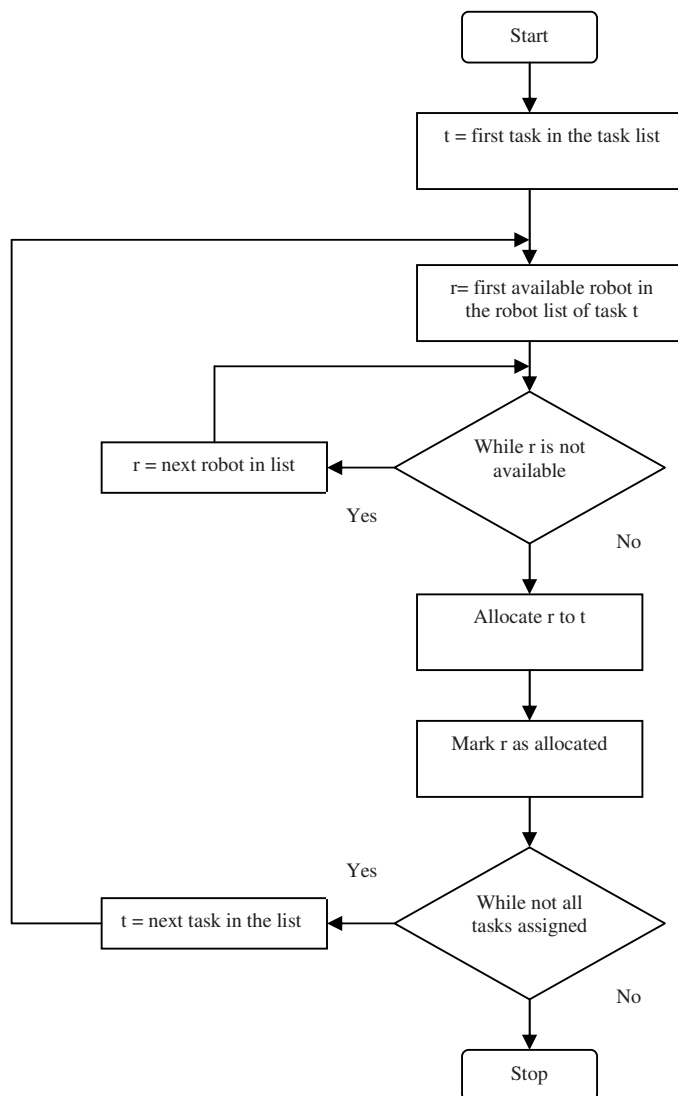 Start
t = first task in the task list
r= first available robot in
the robot list of task t
While r is not
available
r = next robot in list
Yes
No
Allocate r to t
Mark r as allocated
Yes
While not all
tasks assigned
t = next task in the list
No
Stop